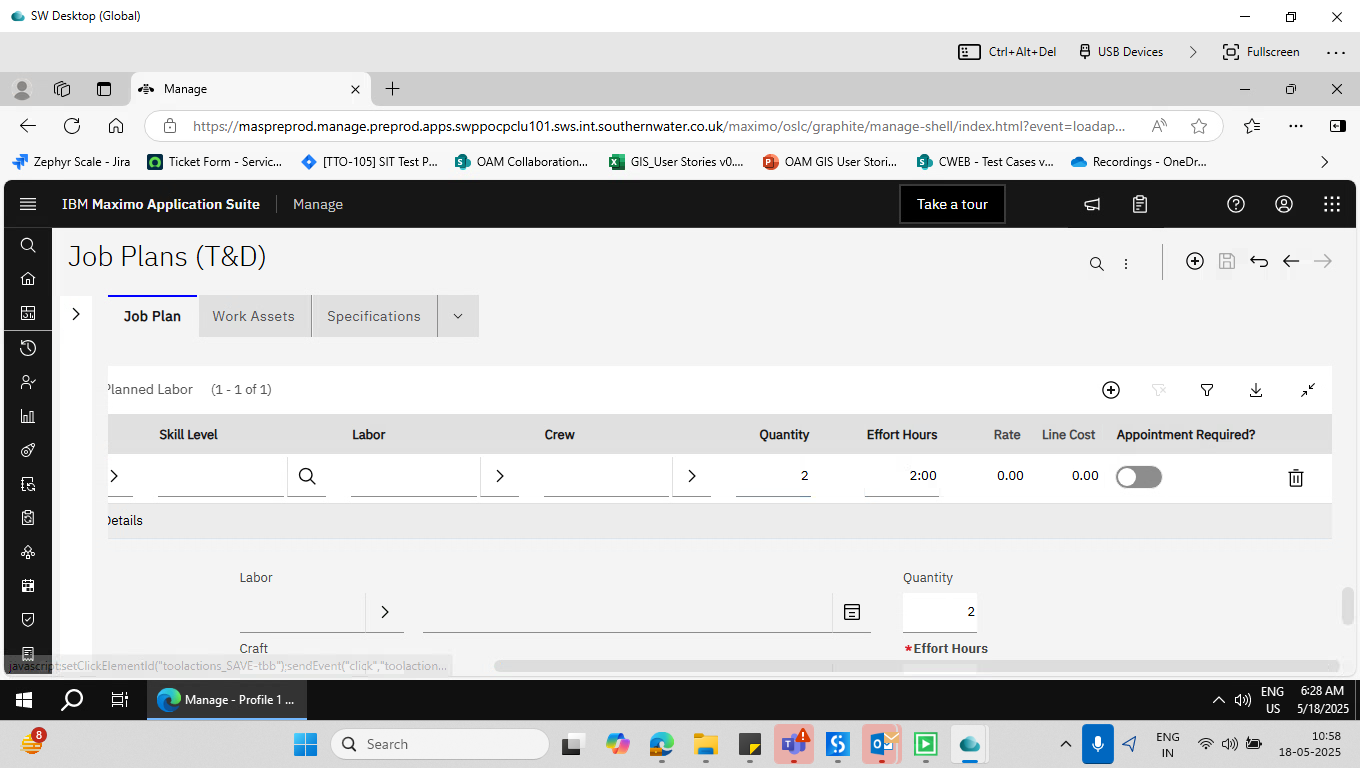 SW Desktop (Global)
Ctrl+Alt+Del
USB Devices
Fullscreen
Manage
https://maspreprod.manage.preprod.apps.swppocpclu101.sws.int.southernwater.co.uk/maximo/oslc/graphite/manage-shell/index.html?event=loadap...
Zephyr Scale - Jira
Ticket Form - Servic...
[TTO-105] SIT Test P...
OAM Collaboration...
GIS_User Stories v0....
OAM GIS User Stori...
CWEB - Test Cases v...
Recordings - OneDr...
IBM Maximo Application Suite
Manage
Take a tour
Job Plans (T&D)
Job Plan
Work Assets
Specifications
Planned Labor (1 - 1 of 1)
Skill Level Labor Crew Quantity Effort Hours Rate Line Cost Appointment Required?
2 2:00 0.00 0.00
Details
Labor
Quantity
2
Craft
*Effort Hours
javascript:setClickElementId("toolactions_SAVE-tbb");sendEvent("click","toolaction...
Manage - Profile 1 ...
ENG
US
6:28 AM
5/18/2025
8
Search
ENG
IN
10:58
18-05-2025